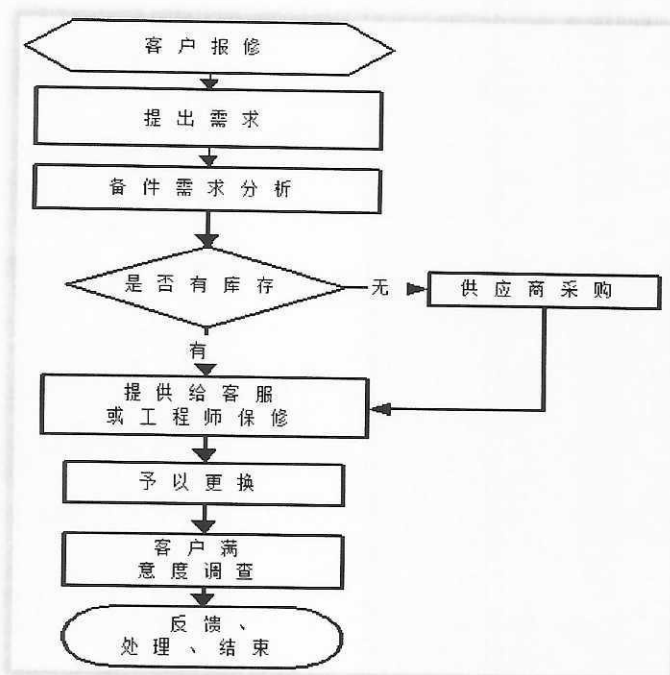 客户报修
提出需求
备件需求分析
是否有库存
无
供应商采购
有
提供给客服
或工程师保修
予以更换
客户满
意度调查
反馈、
处理、结束